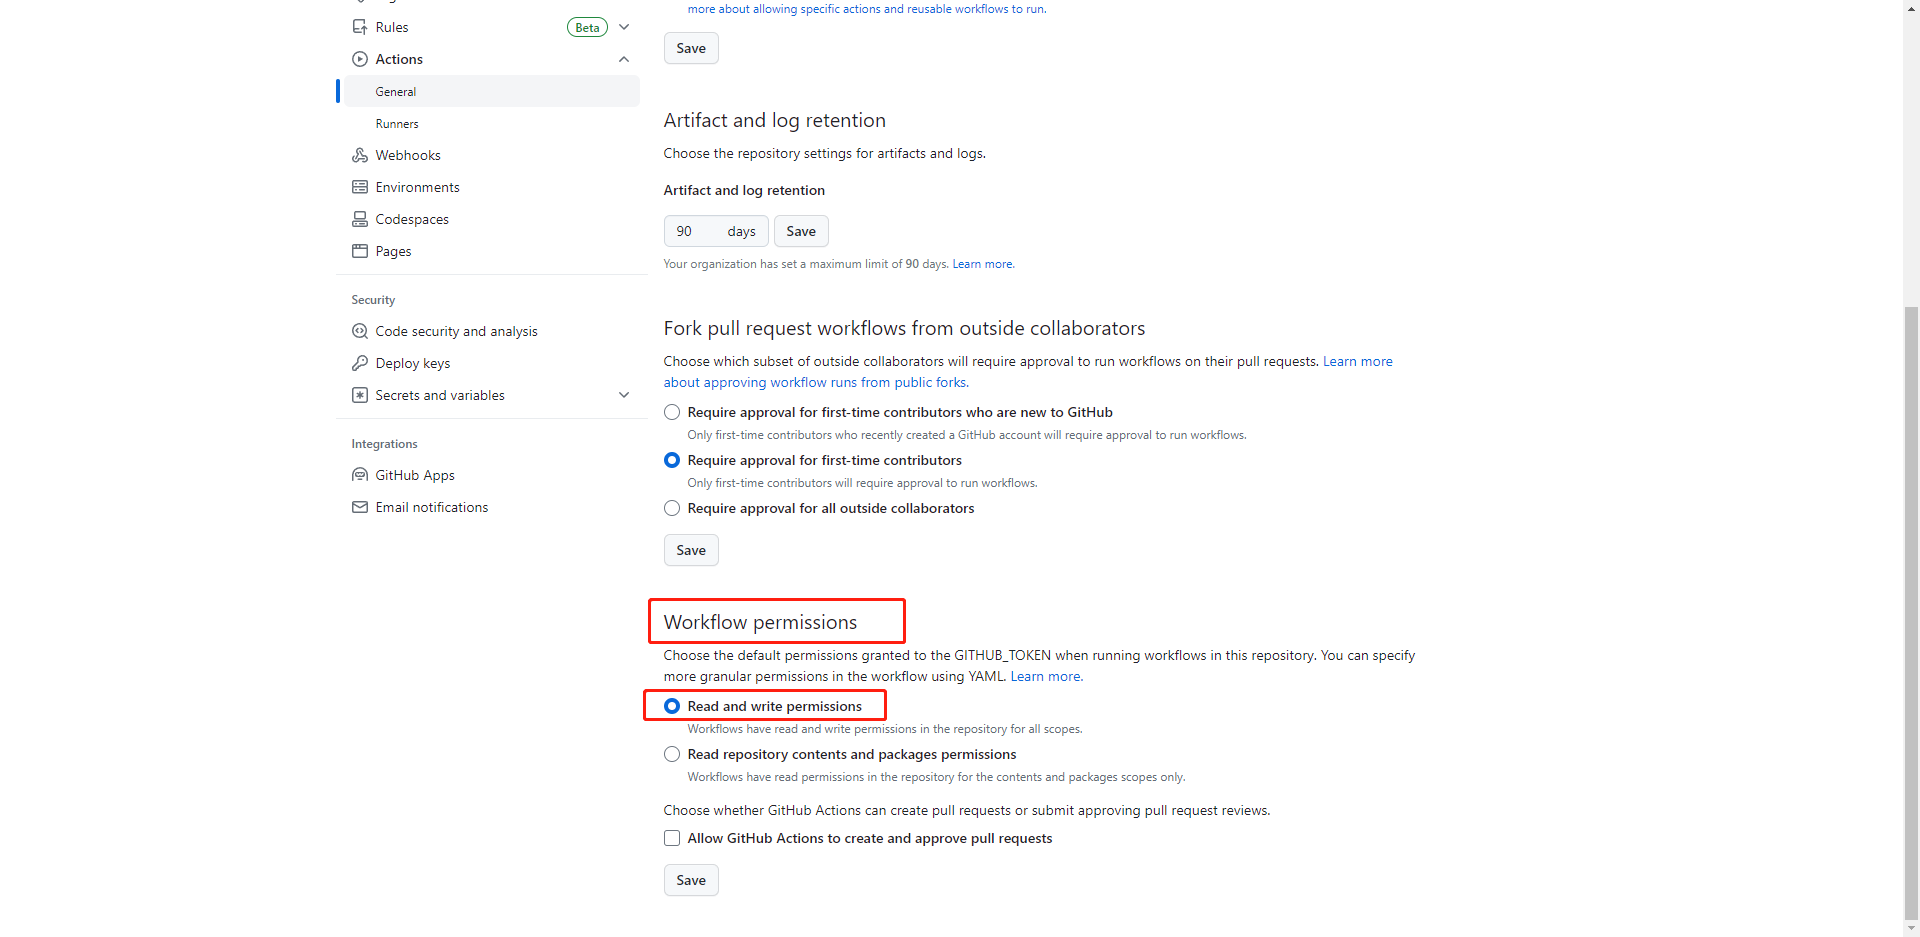 more about allowing specific actions and reusable workflows to run.
Rules
Beta
Save
Actions
General
Runners
Webhooks
Environments
Codespaces
Pages
Security
Code security and analysis
Deploy keys
Secrets and variables
Integrations
GitHub Apps
Email notifications
Artifact and log retention
Choose the repository settings for artifacts and logs.
Artifact and log retention
90 days Save
Your organization has set a maximum limit of 90 days. Learn more.
Fork pull request workflows from outside collaborators
Choose which subset of outside collaborators will require approval to run workflows on their pull requests. Learn more
about approving workflow runs from public forks.
Require approval for first-time contributors who are new to GitHub
Only first-time contributors who recently created a GitHub account will require approval to run workflows.
Require approval for first-time contributors
Only first-time contributors will require approval to run workflows.
Require approval for all outside collaborators
Save
Workflow permissions
Choose the default permissions granted to the GITHUB_TOKEN when running workflows in this repository. You can specify
more granular permissions in the workflow using YAML. Learn more.
Read and write permissions
Workflows have read and write permissions in the repository for all scopes.
Read repository contents and packages permissions
Workflows have read permissions in the repository for the contents and packages scopes only.
Choose whether GitHub Actions can create pull requests or submit approving pull request reviews.
Allow GitHub Actions to create and approve pull requests
Save